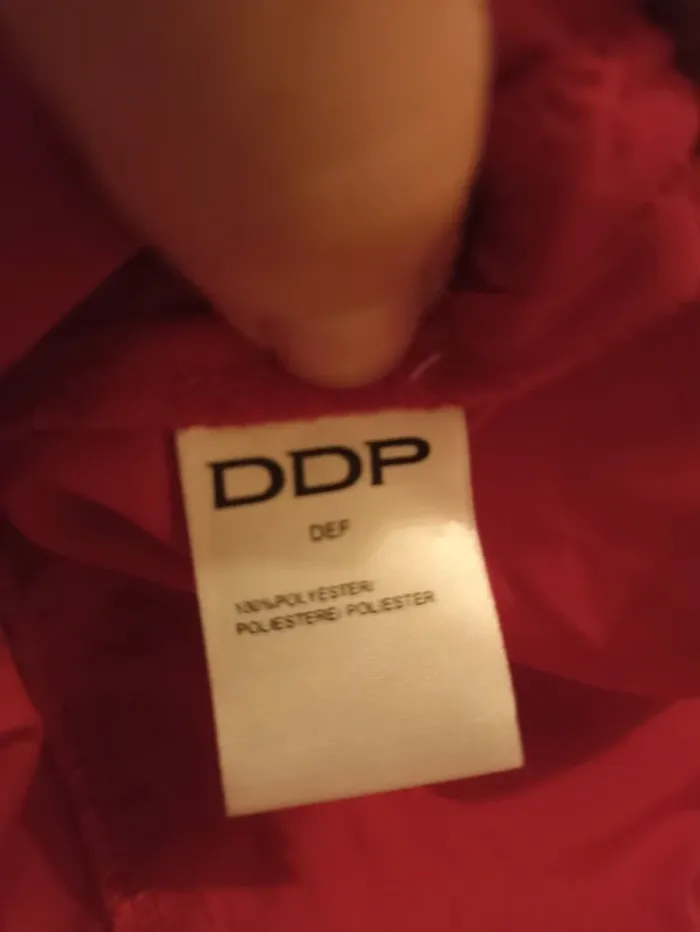 DDP
DEF
100%POLYESTER/
POLIESTERE/ POLIESTER